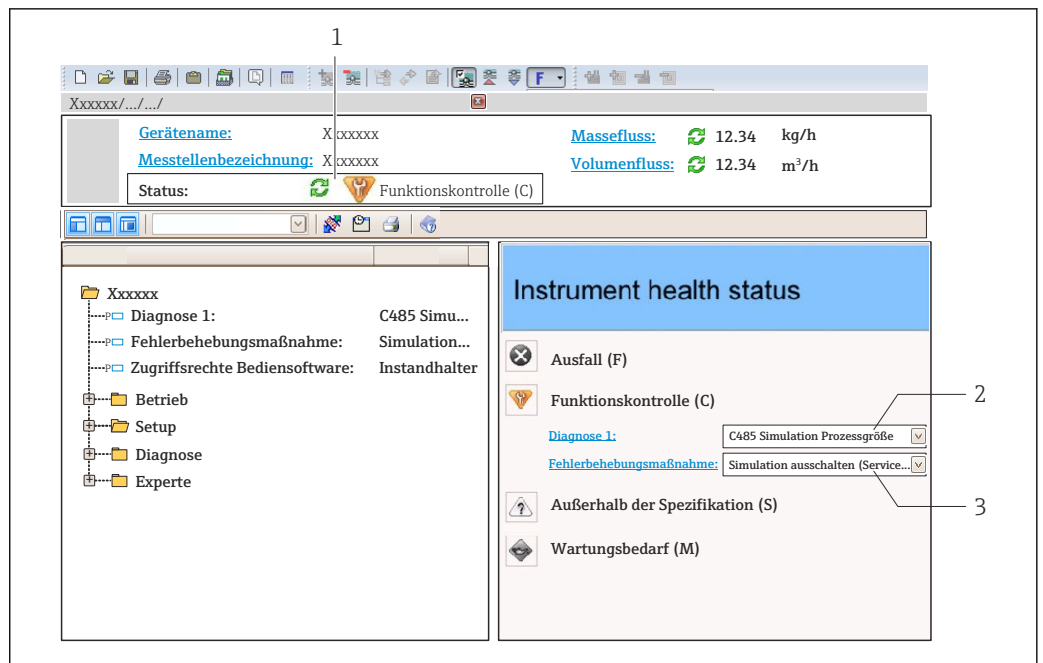 1
F
Xxxxxx/.../.../
Gerätename: Xxxxxxx Massefluss: 12.34 kg/h
Messstellenbezeichnung: Xxxxxxx Volumenfluss: 12.34 m³/h
Status: Funktionskontrolle (C)
Xxxxxx
Diagnose 1: C485 Simu...
Fehlerbehebungsmaßnahme: Simulation...
Zugriffsrechte Bediensoftware: Instandhalter
Betrieb
Setup
Diagnose
Experte
Instrument health status
Ausfall (F)
Funktionskontrolle (C)
2
Diagnose 1: C485 Simulation Prozessgröße
Fehlerbehebungsmaßnahme: Simulation ausschalten (Service...
Außerhalb der Spezifikation (S)
3
Wartungsbedarf (M)